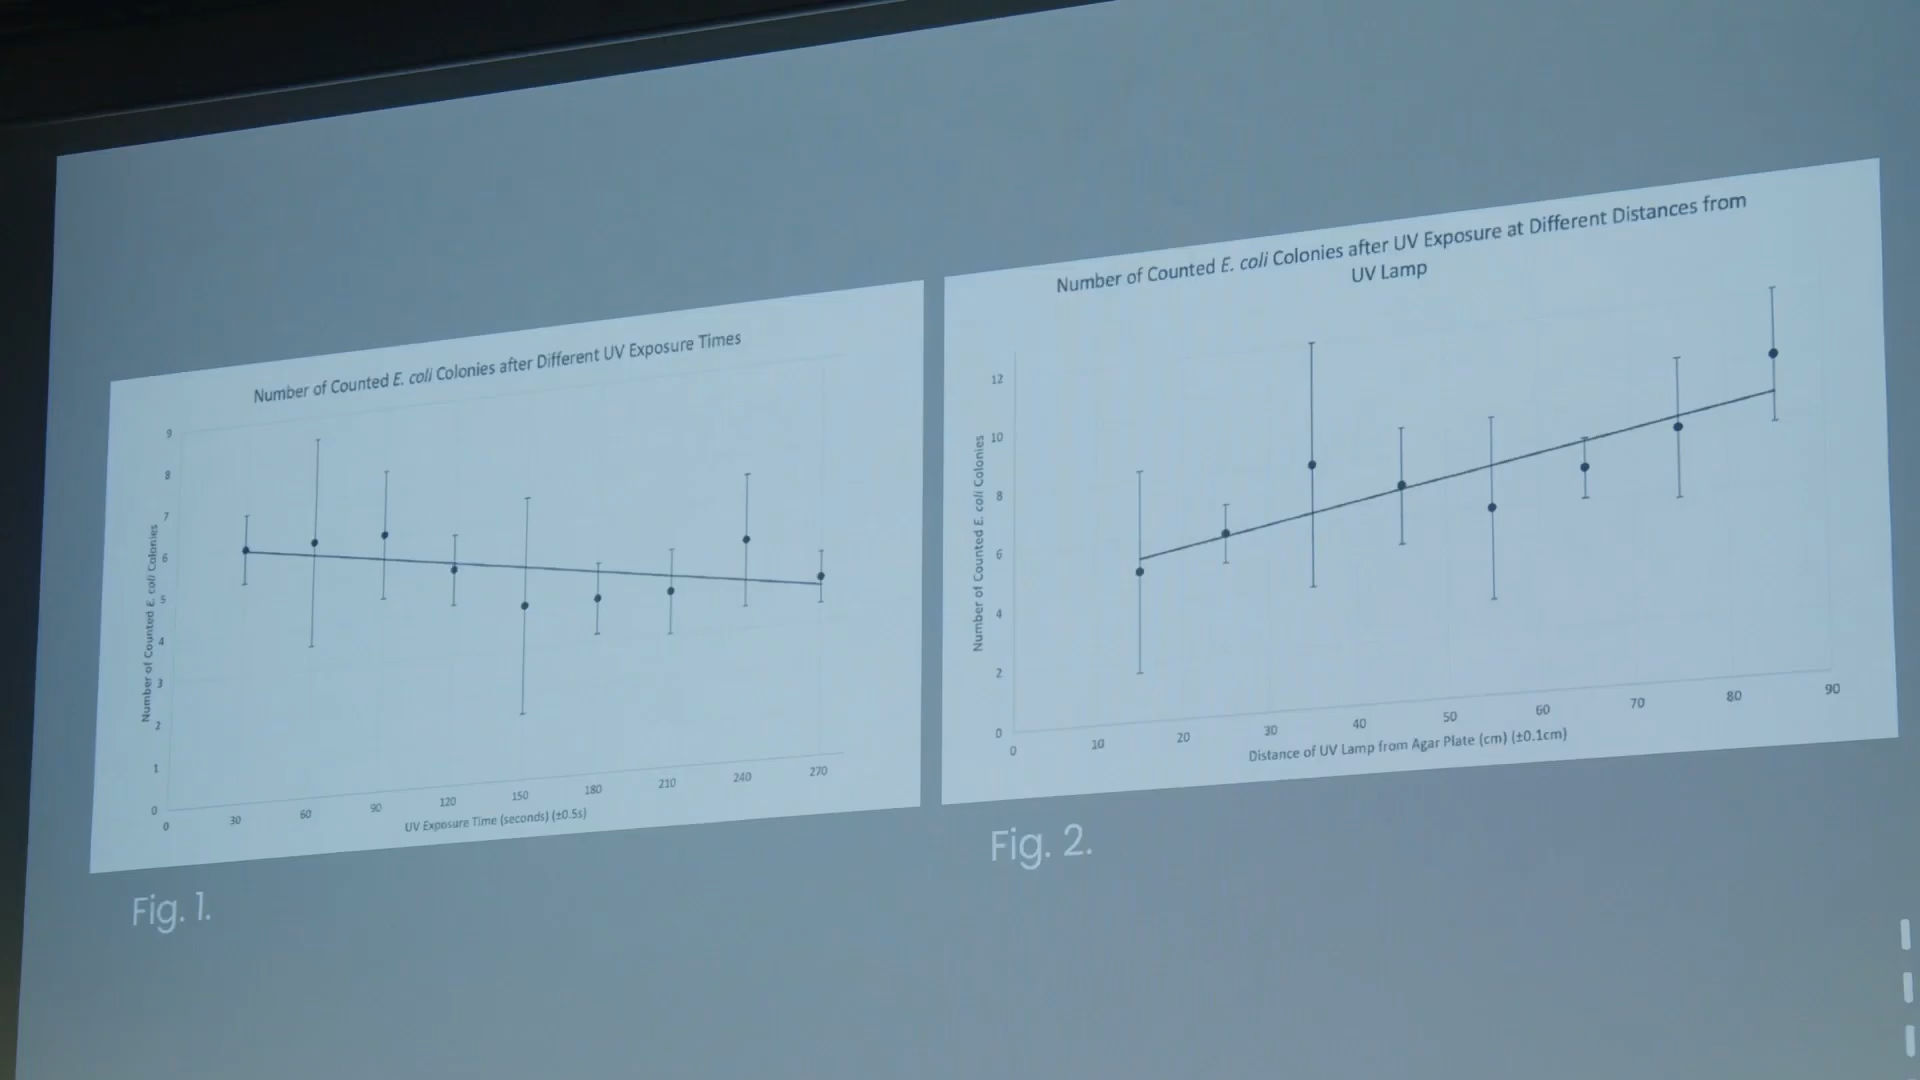 Number of Counted E. coli Colonies after Different UV Exposure Times
Number of Counted E. coli Colonies
9
8
7
6
5
4
3
2
1
0
0 30 60 90 120 150 180 210 240 270
UV Exposure Time (seconds) (±0.5s)
Fig. 1.
Number of Counted E. coli Colonies after UV Exposure at Different Distances from
UV Lamp
Number of Counted E. coli Colonies
12
10
8
6
4
2
0
0 10 20 30 40 50 60 70 80 90
Distance of UV Lamp from Agar Plate (cm) (±0.1cm)
Fig. 2.